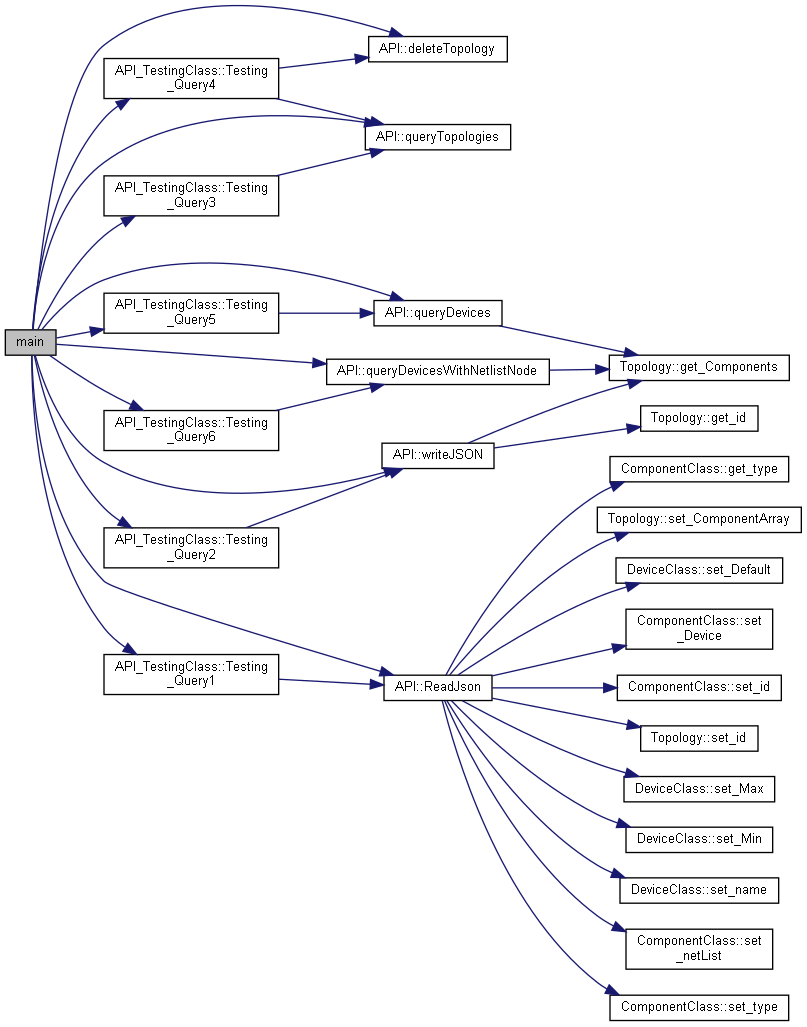 main
API_TestingClass::Testing
_Query4
API_TestingClass::Testing
_Query3
API_TestingClass::Testing
_Query5
API_TestingClass::Testing
_Query6
API_TestingClass::Testing
_Query2
API_TestingClass::Testing
_Query1
API::deleteTopology
API::queryTopologies
API::queryDevices
API::queryDevicesWithNetlistNode
API::writeJSON
API::ReadJson
Topology::get_Components
Topology::get_id
ComponentClass::get_type
Topology::set_ComponentArray
DeviceClass::set_Default
ComponentClass::set
_Device
ComponentClass::set_id
Topology::set_id
DeviceClass::set_Max
DeviceClass::set_Min
DeviceClass::set_name
ComponentClass::set
_netList
ComponentClass::set_type